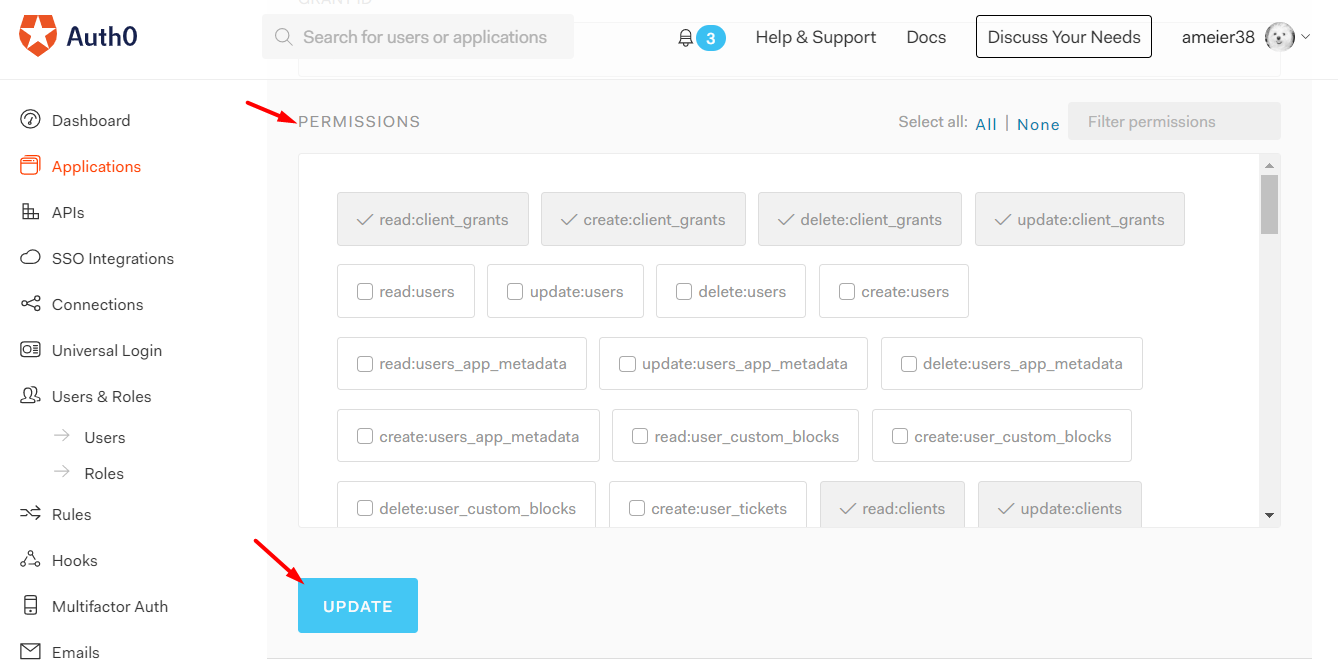 GRANT ID
Auth0
Search for users or applications
3
Help & Support
Docs
Discuss Your Needs
ameier38
Dashboard
Applications
APIs
SSO Integrations
Connections
Universal Login
Users & Roles
Users
Roles
Rules
Hooks
Multifactor Auth
Emails
PERMISSIONS
Select all: All | None
Filter permissions
read:client_grants create:client_grants delete:client_grants update:client_grants
read:users update:users delete:users create:users
read:users_app_metadata update:users_app_metadata delete:users_app_metadata
create:users_app_metadata read:user_custom_blocks create:user_custom_blocks
delete:user_custom_blocks create:user_tickets read:clients update:clients
UPDATE